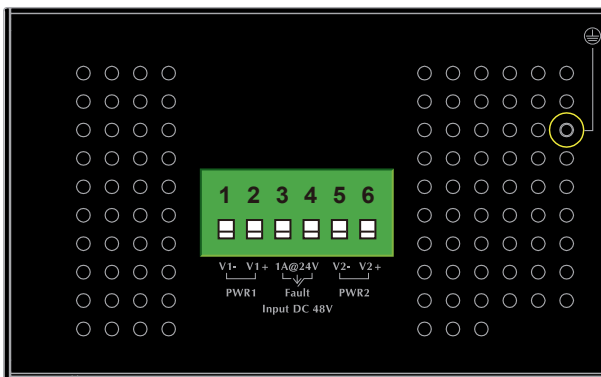 1 2 3 4 5 6
V1- V1+ 1A@24V V2- V2+
PWR1 Fault PWR2
Input DC 48V